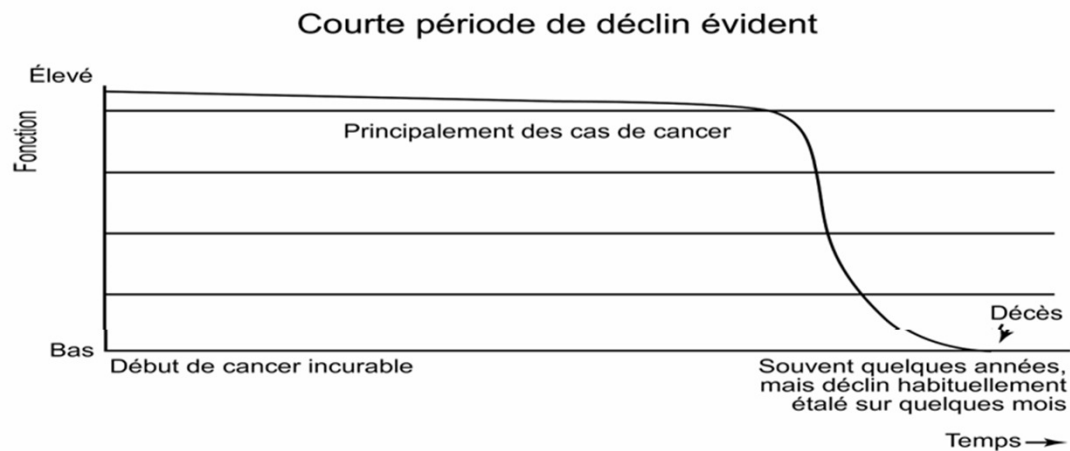 Courte période de déclin évident
Élevé
Fonction
Principalement des cas de cancer
Décès
Bas
Début de cancer incurable
Souvent quelques années,
mais déclin habituellement
étalé sur quelques mois
Temps